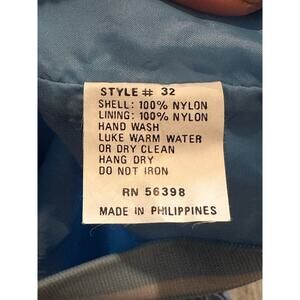 STYLE # 32
SHELL: 100% NYLON
LINING: 100% NYLON
HAND WASH
LUKE WARM WATER
OR DRY CLEAN
HANG DRY
DO NOT IRON
RN 56398
MADE IN PHILIPPINES